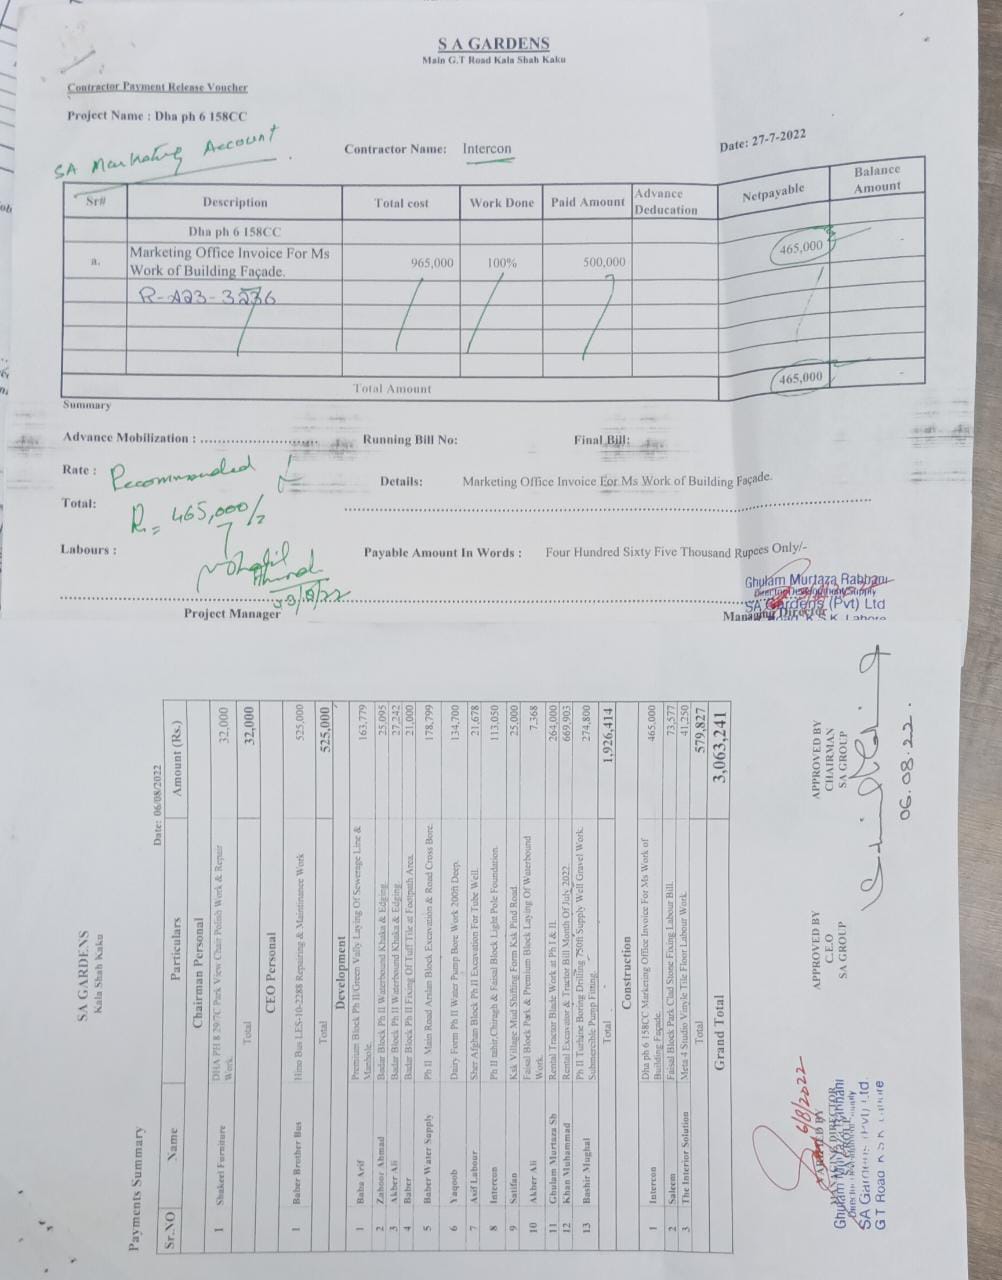 S A GARDENS
Main G.T Road Kala Shah Kaku
Contractor Payment Release Voucher
Project Name : Dha ph 6 158CC
SA Marketing Account
Contractor Name: Intercon
Date: 27-7-2022
Sr# Description Total cost Work Done Paid Amount Advance Deducation Netpayable Balance Amount
Dha ph 6 158CC
a. Marketing Office Invoice For Ms Work of Building Façade. 965,000 100% 500,000 465,000
R-A23-3236
Total Amount 465,000
Summary
Advance Mobilization : Running Bill No: Final Bill:
Rate : Recommended
Details: Marketing Office Invoice For Ms Work of Building Façade.
Total: 465,000/
Labours :
Payable Amount In Words : Four Hundred Sixty Five Thousand Rupees Only/-
Ghulam Murtaza Rabbani
SA Gardens (Pvt) Ltd
Project Manager Managing Director
SA GARDENS
Kala Shah Kaku
Payments Summary
Date: 06/08/2022
Sr.NO Name Particulars Amount (Rs.)
Chairman Personal
1 Shakeel Furniture DHA PH 8 29/7C Park View Chair Polish Work & Repair Work. 32,000
Total 32,000
CEO Personal
1 Baber Brother Bus Hino Bus LES-10-2288 Repairing & Maintinance Work 525,000
Total 525,000
Development
1 Baba Arif Premium Block Ph II/Green Vally Laying Of Sewerage Line & Manhole. 163,779
2 Zahoor Ahmad Badar Block Ph II Waterbound Khaka & Edging. 25,095
3 Akber Ali Badar Block Ph II Waterbound Khaka & Edging. 27,242
4 Baber Badar Block Ph II Fixing Of Tuff Tile at Footpath Area. 21,000
5 Baber Water Supply Ph II Main Road Arslan Block Excavation & Road Cross Bore. 178,799
6 Yaqoob Dairy Form Ph II Water Pump Bore Work 200ft Deep. 134,700
7 Asif Labour Sher Afghan Block Ph II Excavation For Tube Well. 21,678
8 Intercon Ph II tahir,Chiragh & Faisal Block Light Pole Foundation. 113,050
9 Satifan Kak Village Mud Shifting Form Kak Pind Road. 25,000
10 Akber Ali Faisal Block Park & Premium Block Laying Of Waterbound Work. 7,368
11 Ghulam Murtaza Sb Rental Tractor Blade Work at Ph I & II. 264,000
12 Khan Muhammad Rental Excavator & Tractor Bill Month Of July 2022. 669,903
13 Bashir Mughal Ph II Turbine Boring Drilling 750ft Supply Well Gravel Work. Submercible Pump Fitting. 274,800
Total 1,926,414
Construction
1 Intercon Dha ph 6 158CC Marketing Office Invoice For Ms Work of Building Façade. 465,000
2 Saleem Faisal Block Park Clad Stone Fixing Labour Bill. 73,577
3 The Interior Solution Meta 4 Studio Vinyle Tile Floor Labour Work. 41,250
Total 579,827
Grand Total 3,063,241
6/8/2022
Ghulam Murtaza Rabbani
SA Gardens (Pvt) Ltd.
GT Road K S K Lahore
APPROVED BY
C.E.O
SA GROUP
APPROVED BY
CHAIRMAN
SA GROUP
06.08.22.